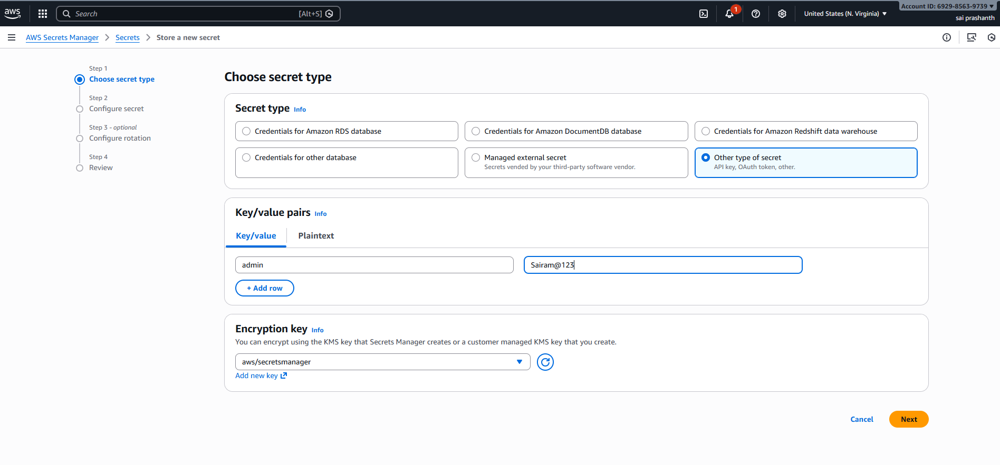 aws
Search
[Alt+S]
1
United States (N. Virginia)
Account ID: 6929-8563-9739
sai prashanth
AWS Secrets Manager
Secrets
Store a new secret
Step 1
Choose secret type
Step 2
Configure secret
Step 3 - optional
Configure rotation
Step 4
Review
Choose secret type
Secret type Info
Credentials for Amazon RDS database
Credentials for Amazon DocumentDB database
Credentials for Amazon Redshift data warehouse
Credentials for other database
Managed external secret
Secrets vended by your third-party software vendor.
Other type of secret
API key, OAuth token, other.
Key/value pairs Info
Key/value
Plaintext
admin
Sairam@123
+ Add row
Encryption key Info
You can encrypt using the KMS key that Secrets Manager creates or a customer managed KMS key that you create.
aws/secretsmanager
Add new key
Cancel
Next